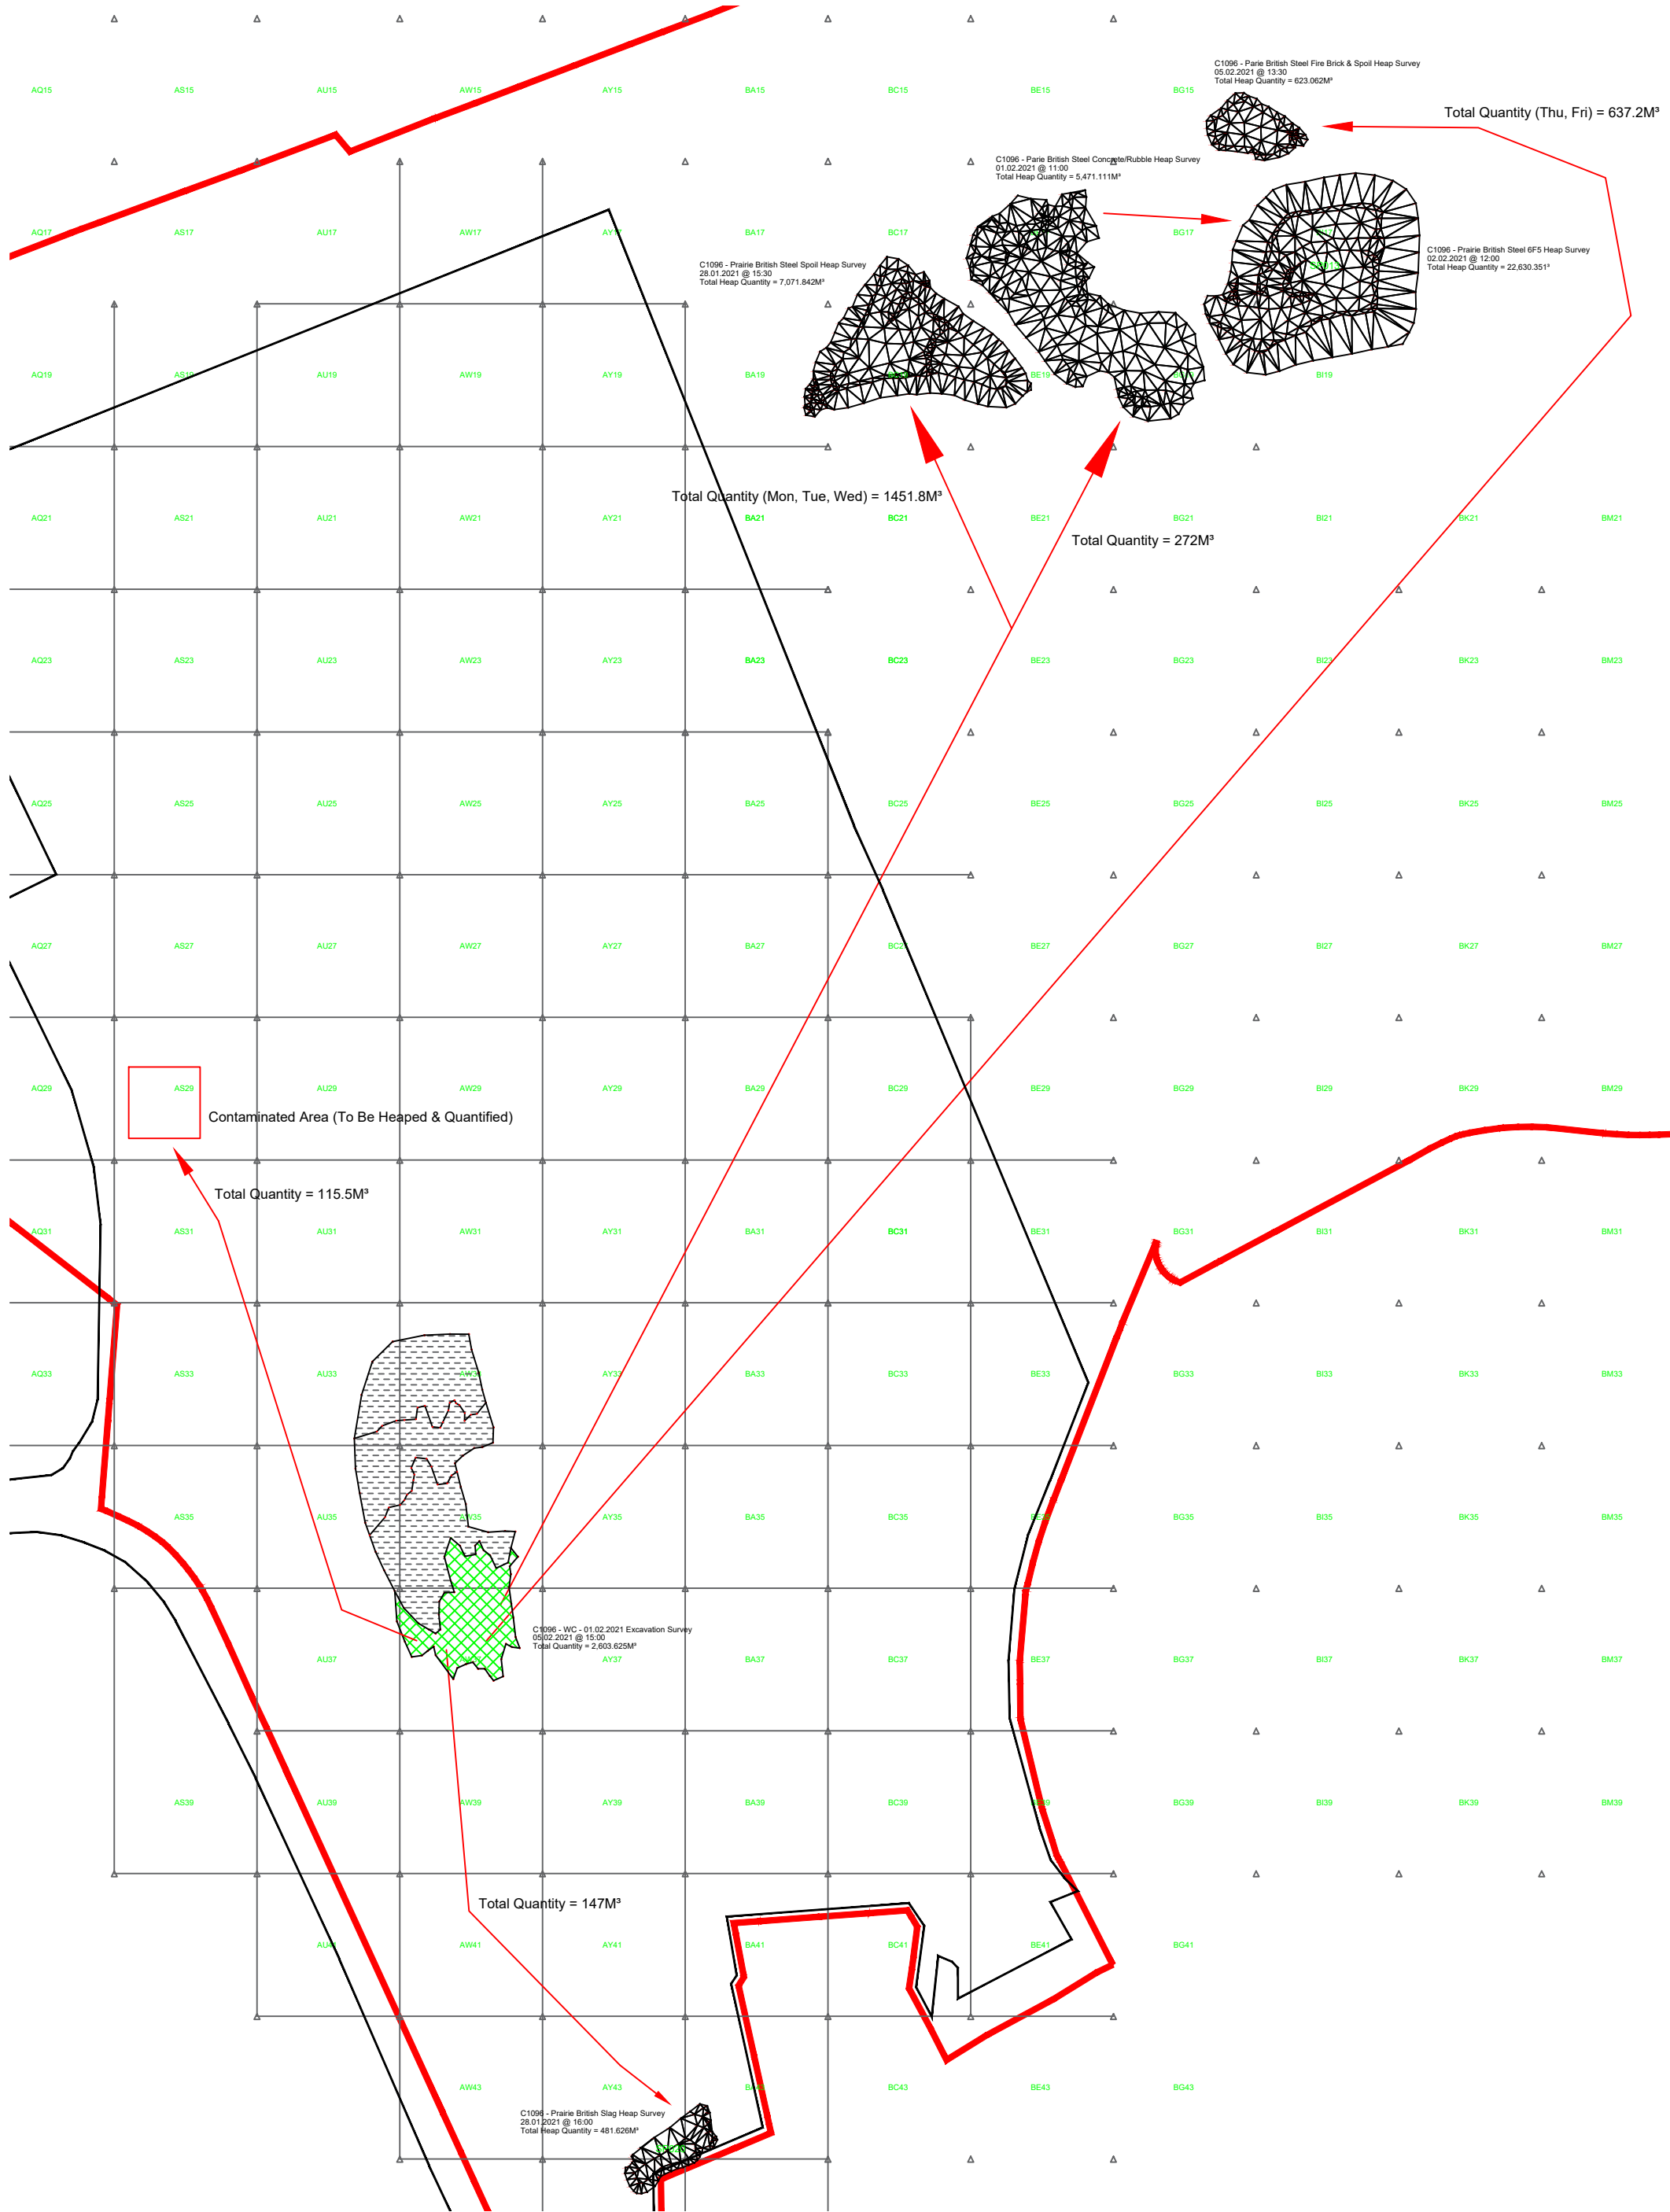 C1096 - Parie British Steel Fire Brick & Spoil Heap Survey
05.02.2021 @ 13:30
Total Heap Quantity = 623.062M³
AQ15 AS15 AU15 AW15 AY15 BA15 BC15 BE15 BG15
Total Quantity (Thu, Fri) = 637.2M³
C1096 - Parie British Steel Concrete/Rubble Heap Survey
01.02.2021 @ 11:00
Total Heap Quantity = 5,471.111M³
AQ17 AS17 AU17 AW17 AY17 BA17 BC17 BG17
C1096 - Prairie British Steel 6F5 Heap Survey
02.02.2021 @ 12:00
Total Heap Quantity = 22,630.351³
C1096 - Prairie British Steel Spoil Heap Survey
28.01.2021 @ 15:30
Total Heap Quantity = 7,071.842M³
AQ19 AS19 AU19 AW19 AY19 BA19 BE19 BG19 BI19
Total Quantity (Mon, Tue, Wed) = 1451.8M³
AQ21 AS21 AU21 AW21 AY21 BA21 BC21 BE21 BG21 BI21 BK21 BM21
Total Quantity = 272M³
AQ23 AS23 AU23 AW23 AY23 BA23 BC23 BE23 BG23 BI23 BK23 BM23
AQ25 AS25 AU25 AW25 AY25 BA25 BC25 BE25 BG25 BI25 BK25 BM25
AQ27 AS27 AU27 AW27 AY27 BA27 BC27 BE27 BG27 BI27 BK27 BM27
AQ29 AS29 AU29 AW29 AY29 BA29 BC29 BE29 BG29 BI29 BK29 BM29
Contaminated Area (To Be Heaped & Quantified)
Total Quantity = 115.5M³
AQ31 AS31 AU31 AW31 AY31 BA31 BC31 BE31 BG31 BI31 BK31 BM31
AQ33 AS33 AU33 AW33 AY33 BA33 BC33 BE33 BG33 BI33 BK33 BM33
AS35 AU35 AW35 AY35 BA35 BC35 BE35 BG35 BI35 BK35 BM35
C1096 - WC - 01.02.2021 Excavation Survey
05.02.2021 @ 15:00
Total Quantity = 2,603.625M³
AU37 AY37 BA37 BC37 BE37 BG37 BI37 BK37 BM37
AS39 AU39 AW39 AY39 BA39 BC39 BE39 BG39 BI39 BK39 BM39
Total Quantity = 147M³
AU41 AW41 AY41 BA41 BC41 BE41 BG41
AW43 AY43 BA43 BC43 BE43 BG43
C1096 - Prairie British Slag Heap Survey
28.01.2021 @ 16:00
Total Heap Quantity = 481.626M³